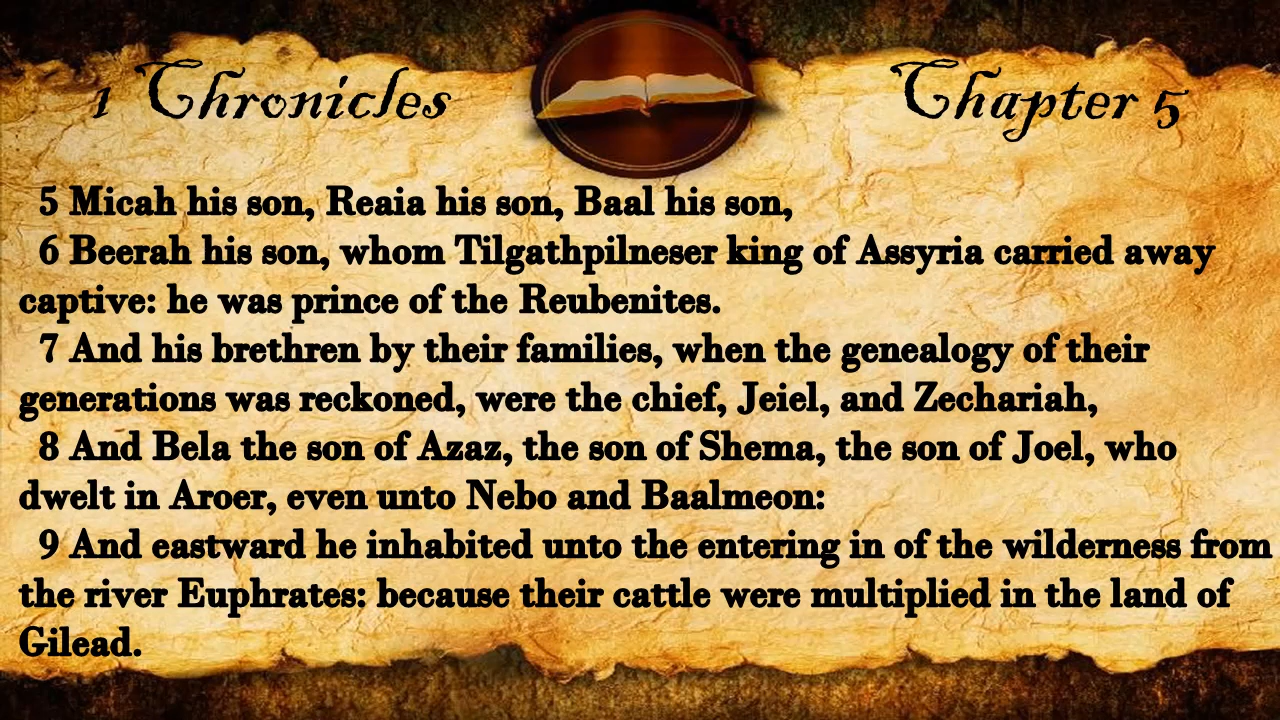 1 Chronicles
Chapter 5
5 Micah his son, Reaia his son, Baal his son,
6 Beerah his son, whom Tilgathpilneser king of Assyria carried away
captive: he was prince of the Reubenites.
7 And his brethren by their families, when the genealogy of their
generations was reckoned, were the chief, Jeiel, and Zechariah,
8 And Bela the son of Azaz, the son of Shema, the son of Joel, who
dwelt in Aroer, even unto Nebo and Baalmeon:
9 And eastward he inhabited unto the entering in of the wilderness from
the river Euphrates: because their cattle were multiplied in the land of
Gilead.